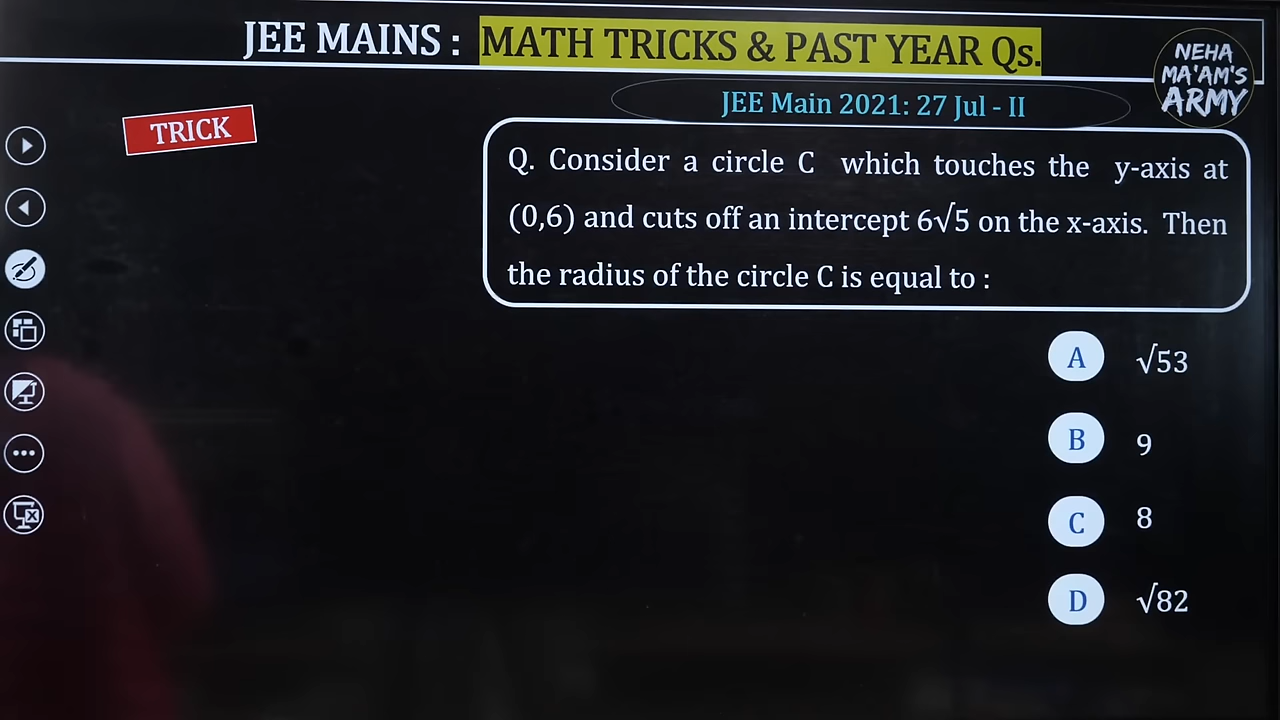 JEE MAINS : MATH TRICKS & PAST YEAR Qs.
NEHA
MA'AM'S
ARMY
JEE Main 2021: 27 Jul - II
TRICK
Q. Consider a circle C which touches the y-axis at
(0,6) and cuts off an intercept 6√5 on the x-axis. Then
the radius of the circle C is equal to :
A √53
B 9
C 8
D √82